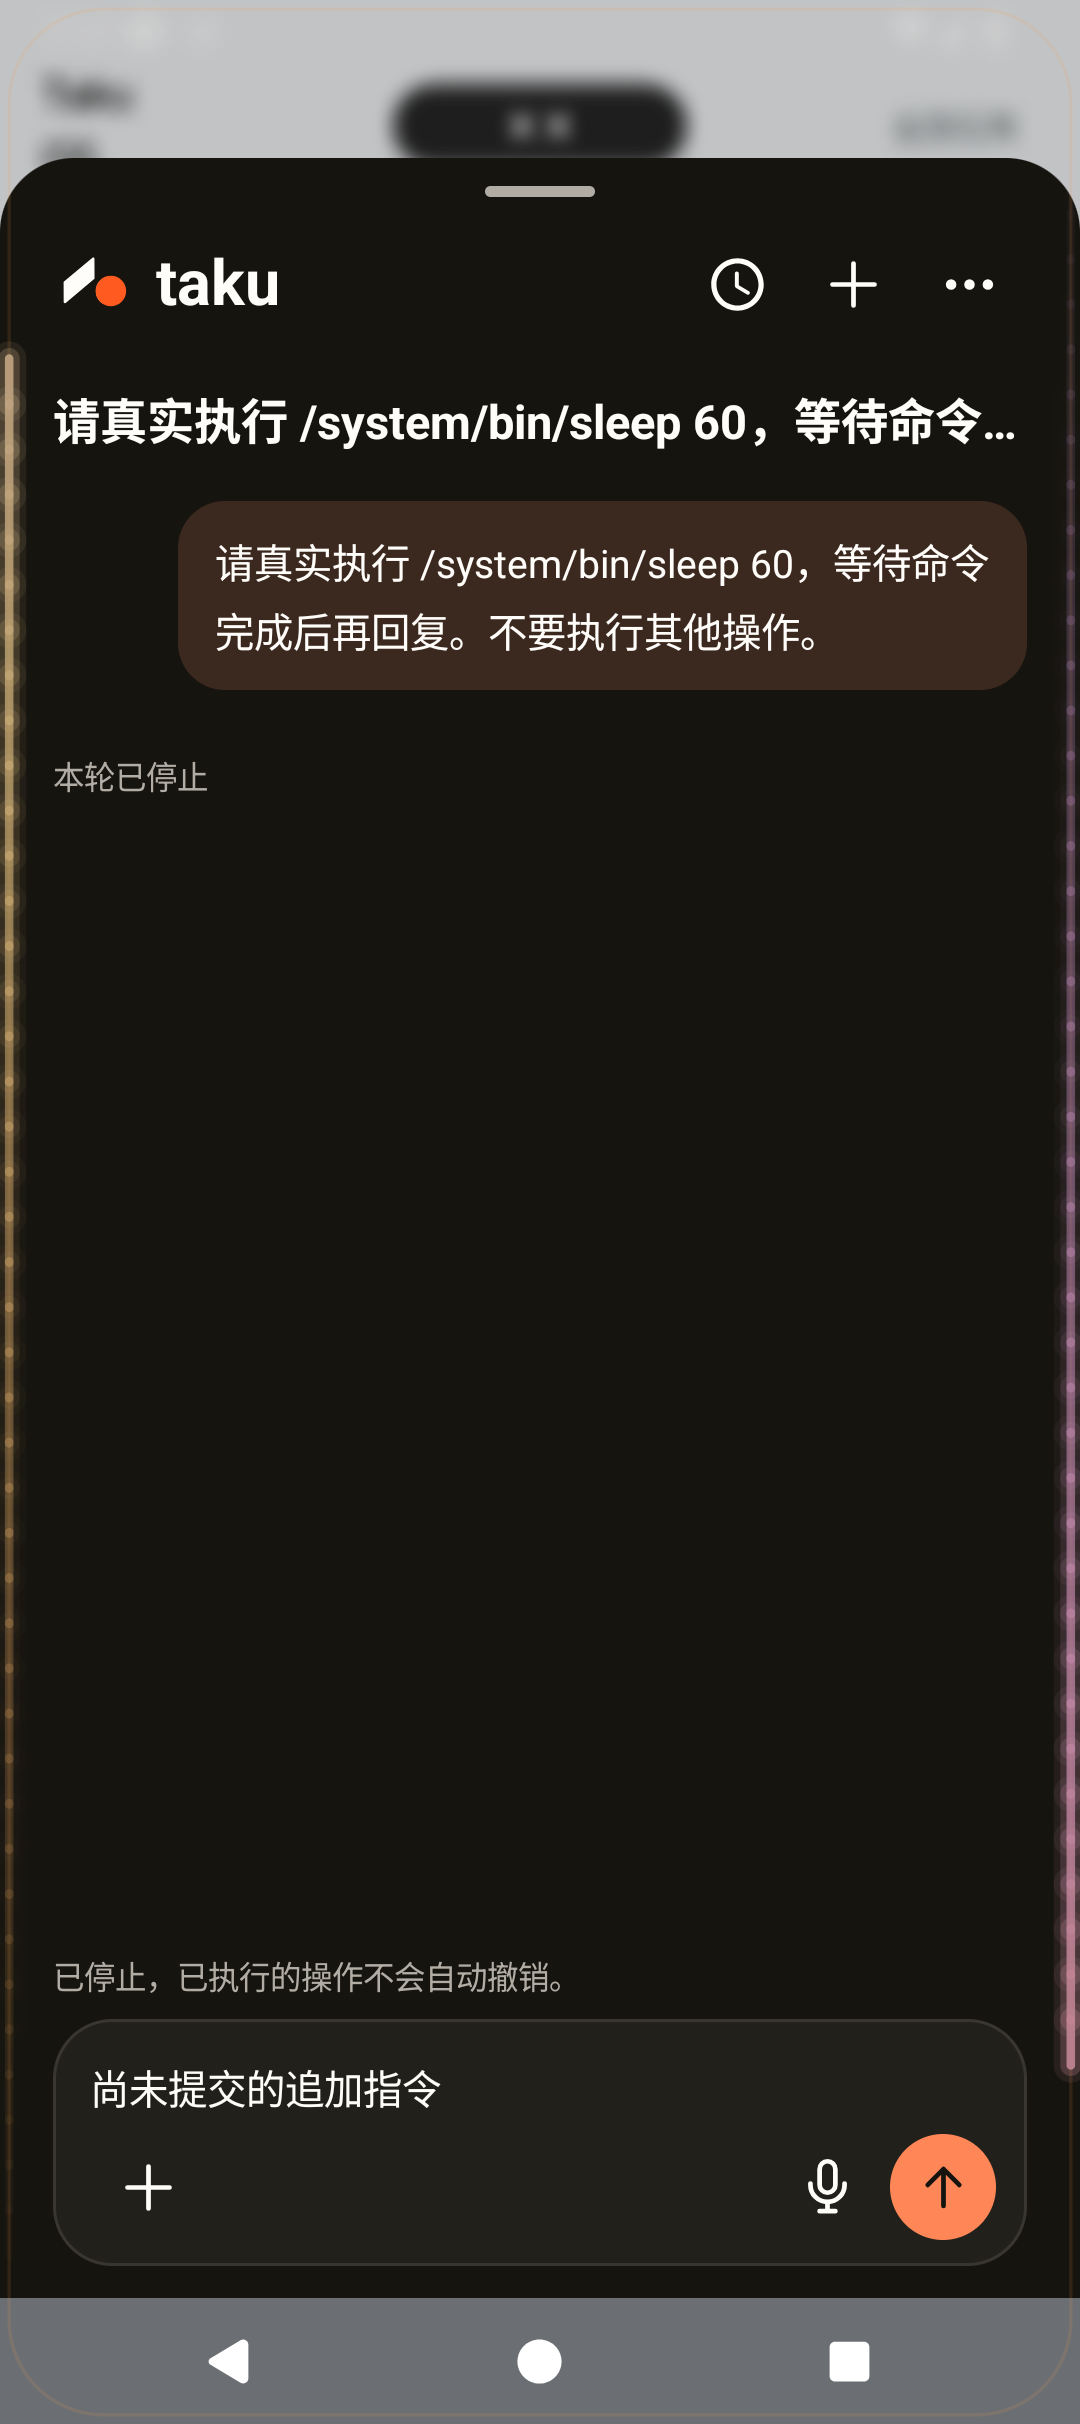 Taku
taku
请真实执行 /system/bin/sleep 60，等待命令...
请真实执行 /system/bin/sleep 60，等待命令
完成后再回复。不要执行其他操作。
本轮已停止
已停止，已执行的操作不会自动撤销。
尚未提交的追加指令